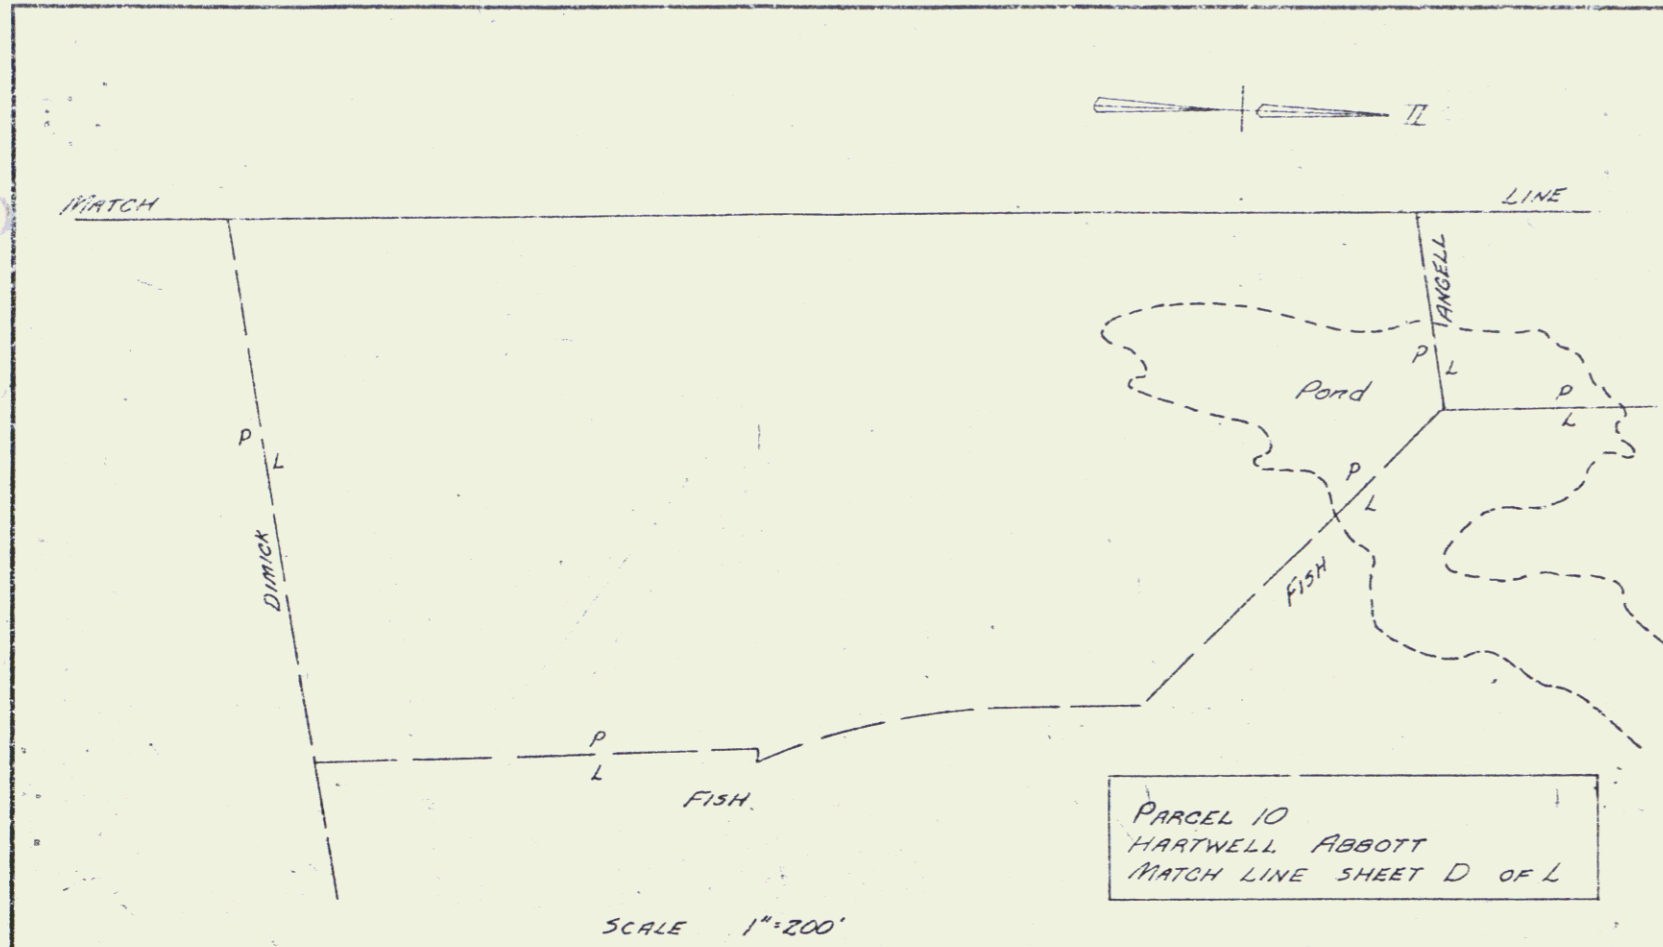 MATCH LINE
ANGELL
P
L
Pond
P
L
P
L
P
L
DIMICK
FISH
P
L
FISH.
PARCEL 10
HARTWELL ABBOTT
MATCH LINE SHEET D OF L
SCALE 1"=200'